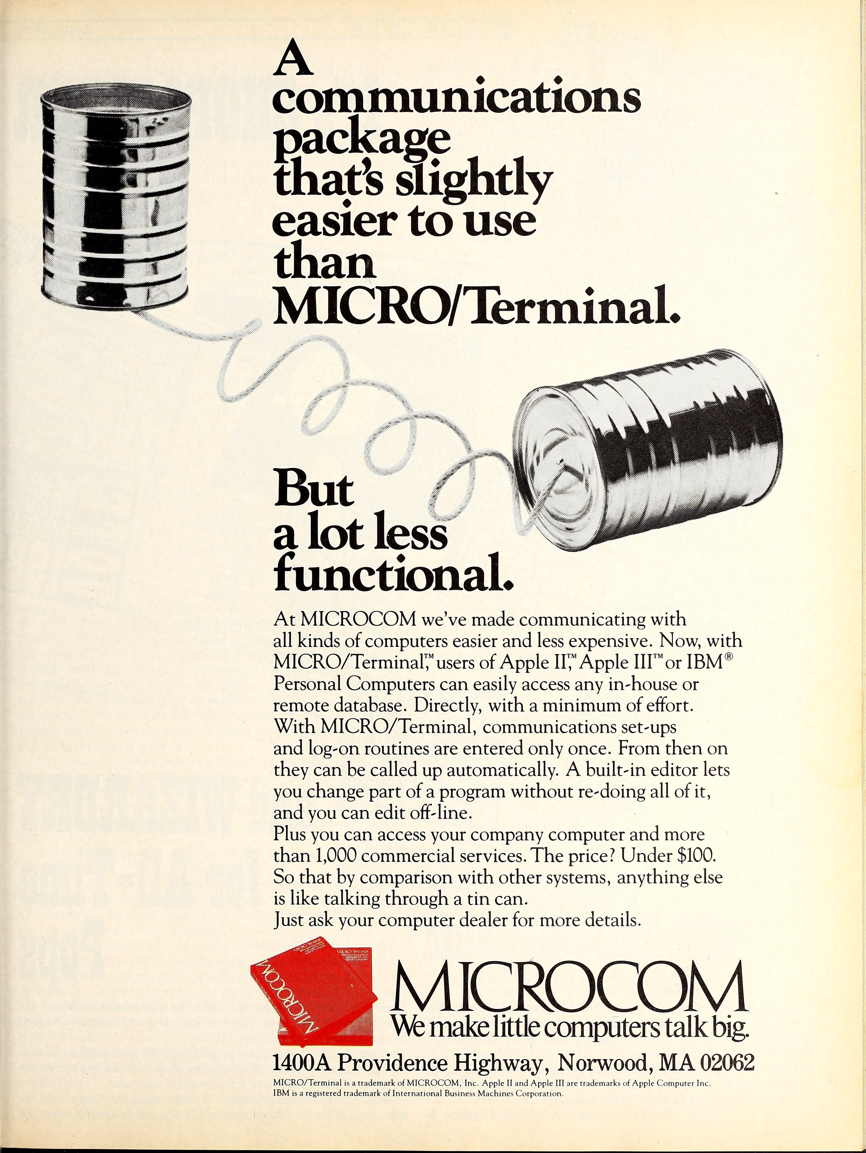 A
communications
package
that's slightly
easier to use
than
MICRO/Terminal.
But
a lot less
functional.
At MICROCOM we've made communicating with
all kinds of computers easier and less expensive. Now, with
MICRO/Terminal,™ users of Apple II,™ Apple III™ or IBM®
Personal Computers can easily access any in-house or
remote database. Directly, with a minimum of effort.
With MICRO/Terminal, communications set-ups
and log-on routines are entered only once. From then on
they can be called up automatically. A built-in editor lets
you change part of a program without re-doing all of it,
and you can edit off-line.
Plus you can access your company computer and more
than 1,000 commercial services. The price? Under $100.
So that by comparison with other systems, anything else
is like talking through a tin can.
Just ask your computer dealer for more details.
MICROCOM
MICROCOM
MICROCOM
We make little computers talk big.
1400A Providence Highway, Norwood, MA 02062
MICRO/Terminal is a trademark of MICROCOM, Inc. Apple II and Apple III are trademarks of Apple Computer Inc.
IBM is a registered trademark of International Business Machines Corporation.